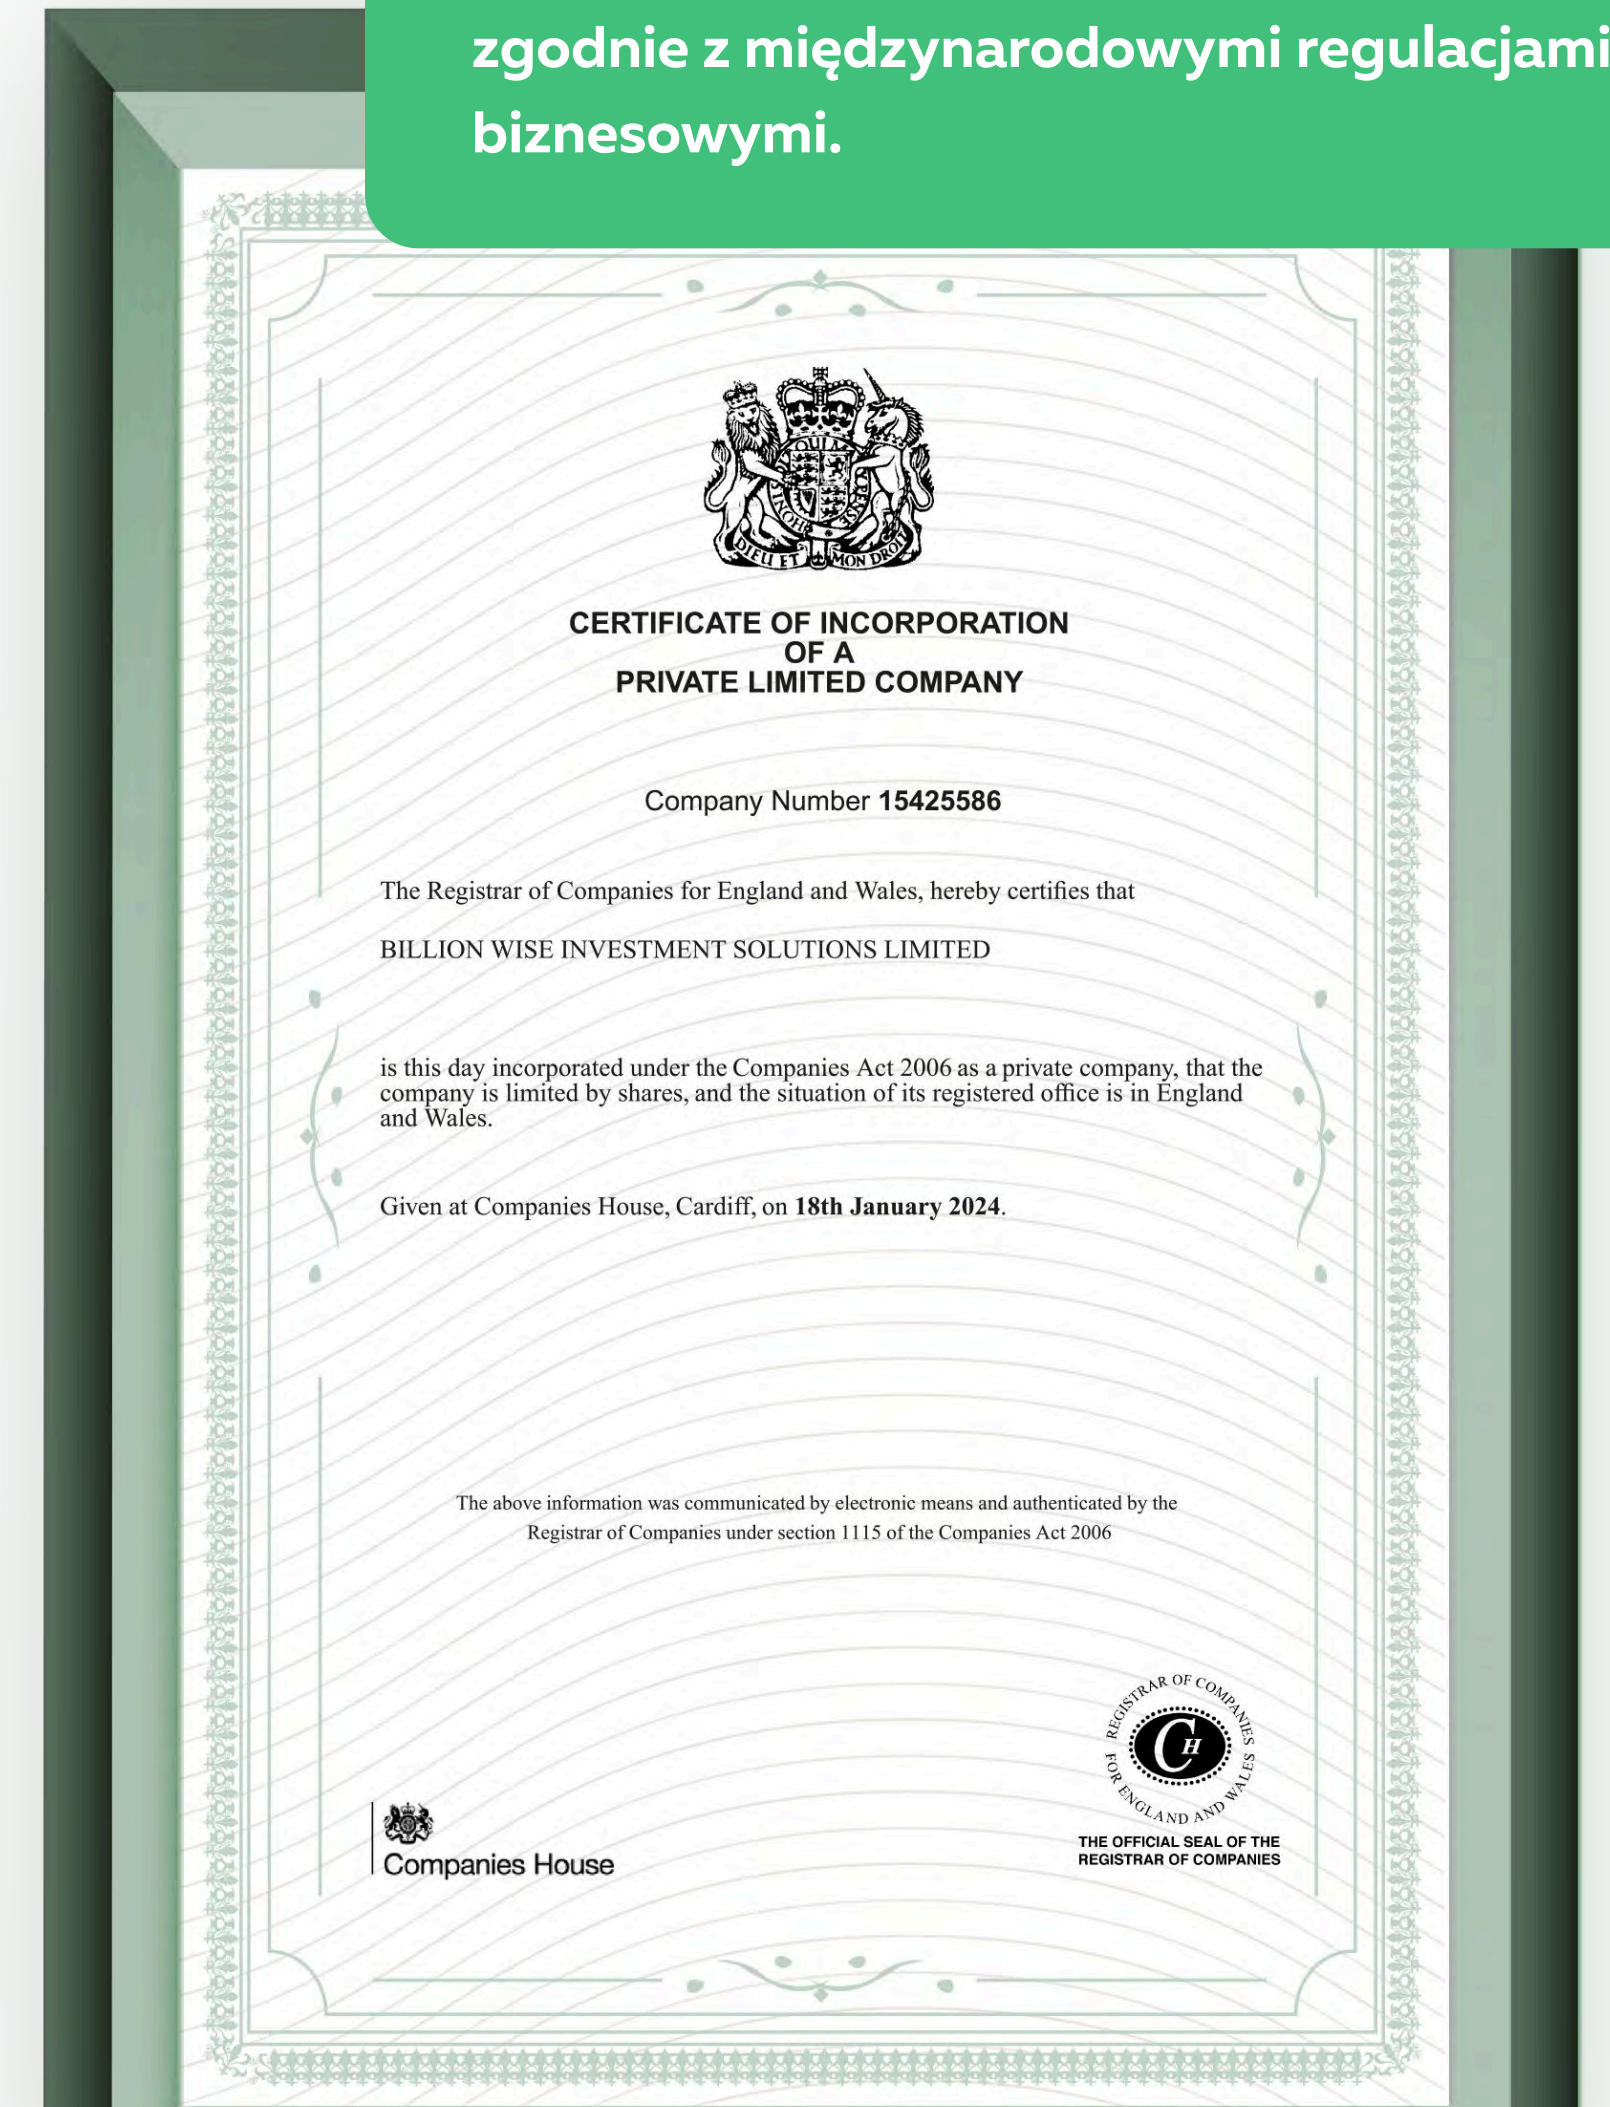 zgodnie z międzynarodowymi regulacjami
biznesowymi.
DIEU ET MON DROIT
CERTIFICATE OF INCORPORATION
OF A
PRIVATE LIMITED COMPANY
Company Number 15425586
The Registrar of Companies for England and Wales, hereby certifies that
BILLION WISE INVESTMENT SOLUTIONS LIMITED
is this day incorporated under the Companies Act 2006 as a private company, that the
company is limited by shares, and the situation of its registered office is in England
and Wales.
Given at Companies House, Cardiff, on 18th January 2024.
The above information was communicated by electronic means and authenticated by the
Registrar of Companies under section 1115 of the Companies Act 2006
REGISTRAR OF COMPANIES
FOR ENGLAND AND WALES
CH
THE OFFICIAL SEAL OF THE
REGISTRAR OF COMPANIES
Companies House